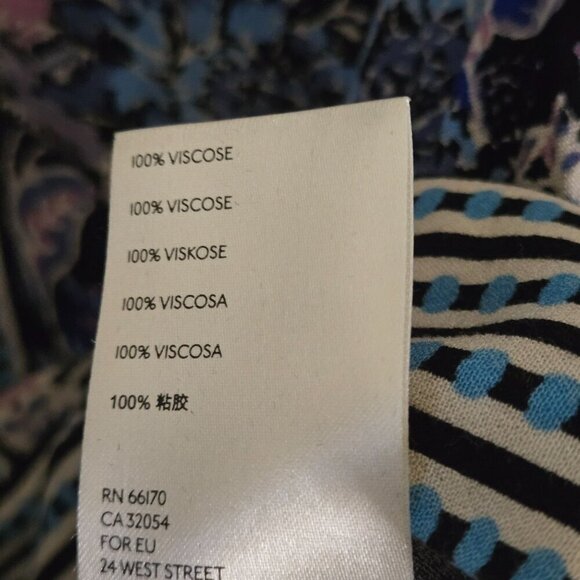 100% VISCOSE
100% VISCOSE
100% VISKOSE
100% VISCOSA
100% VISCOSA
100% 粘胶
RN 66170
CA 32054
FOR EU
24 WEST STREET